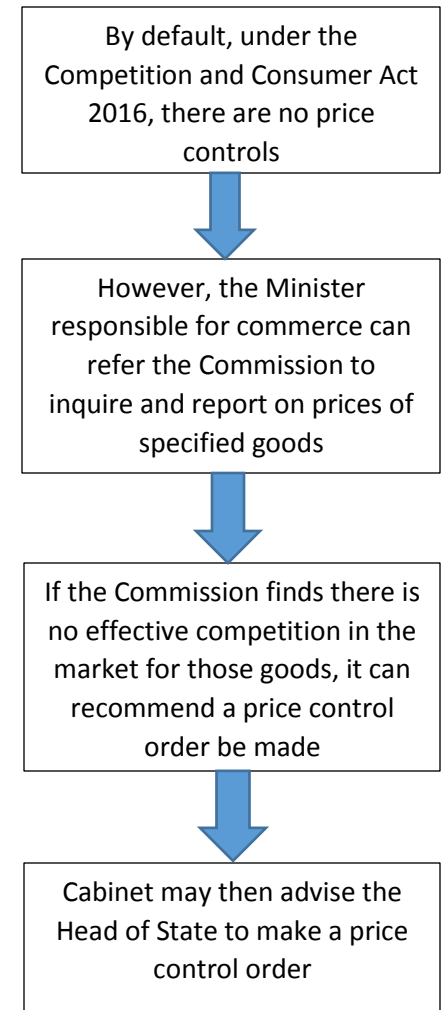 By default, under the
Competition and Consumer Act
2016, there are no price
controls
However, the Minister
responsible for commerce can
refer the Commission to
inquire and report on prices of
specified goods
If the Commission finds there is
no effective competition in the
market for those goods, it can
recommend a price control
order be made
Cabinet may then advise the
Head of State to make a price
control order